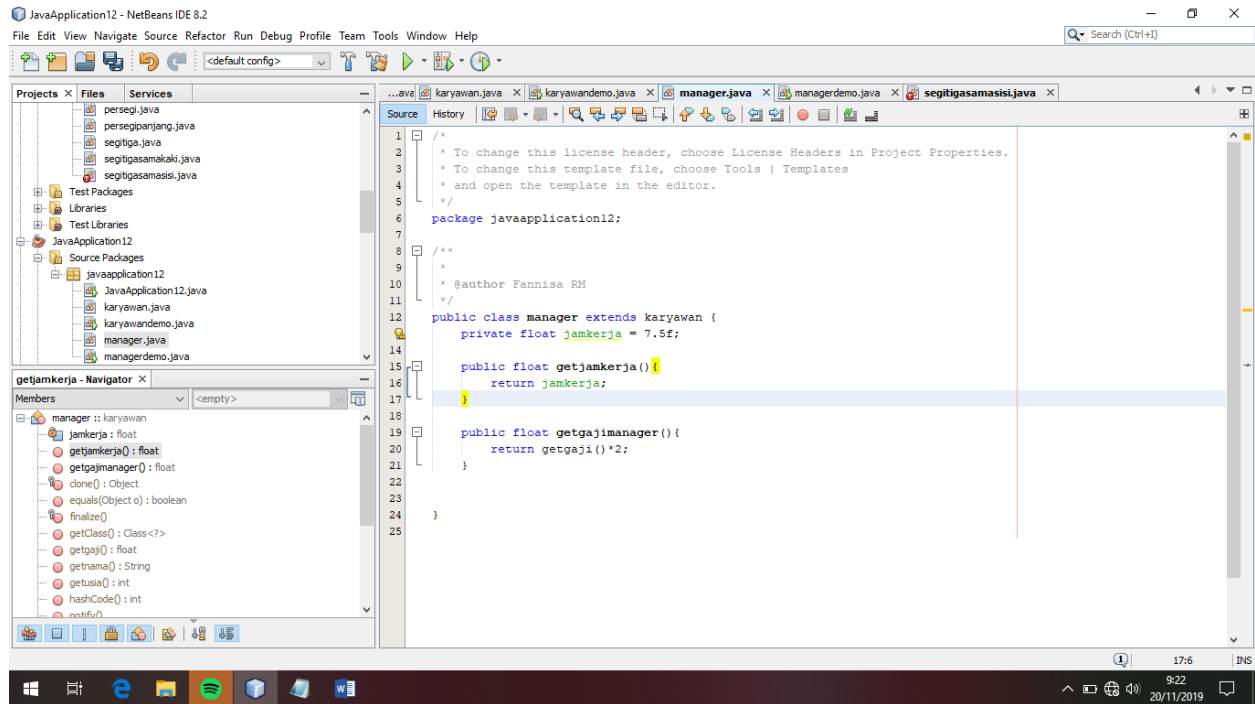 JavaApplication12 - NetBeans IDE 8.2
File Edit View Navigate Source Refactor Run Debug Profile Team Tools Window Help
Search (Ctrl+I)
<default config>
Projects Files Services
persegi.java
persegipanjang.java
segitiga.java
segitigasamakaki.java
segitigasamasisi.java
Test Packages
Libraries
Test Libraries
JavaApplication12
Source Packages
javaapplication12
JavaApplication12.java
karyawan.java
karyawandemo.java
manager.java
managerdemo.java
getjamkerja - Navigator
Members <empty>
manager :: karyawan
jamkerja : float
getjamkerja() : float
getgajimanager() : float
clone() : Object
equals(Object o) : boolean
finalize()
getClass() : Class<?>
getgaji() : float
getnama() : String
getusia() : int
hashCode() : int
notify()
...ava karyawan.java karyawandemo.java manager.java managerdemo.java segitigasamasisi.java
Source History
1 /*
2 * To change this license header, choose License Headers in Project Properties.
3 * To change this template file, choose Tools | Templates
4 * and open the template in the editor.
5 */
6 package javaapplication12;
7
8 /**
9 *
10 * @author Fannisa RM
11 */
12 public class manager extends karyawan {
private float jamkerja = 7.5f;
14
15 public float getjamkerja(){
16 return jamkerja;
17 }
18
19 public float getgajimanager(){
20 return getgaji()*2;
21 }
22
23
24 }
25
1 17:6 INS
9:22
20/11/2019